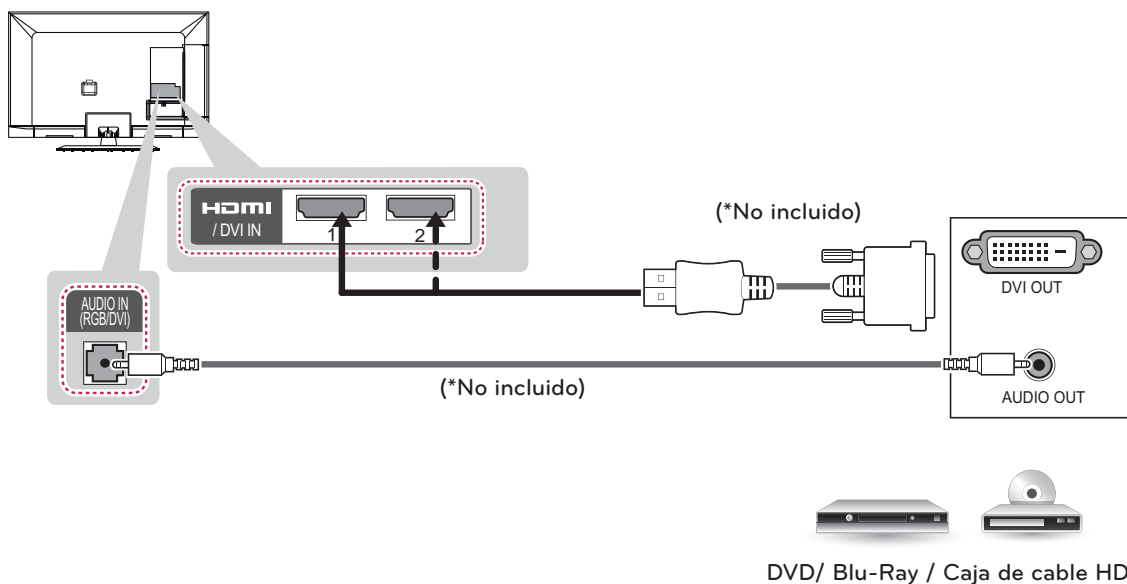 HDMI
/ DVI IN
1
2
(*No incluido)
DVI OUT
AUDIO IN
(RGB/DVI)
(*No incluido)
AUDIO OUT
DVD/ Blu-Ray / Caja de cable HD